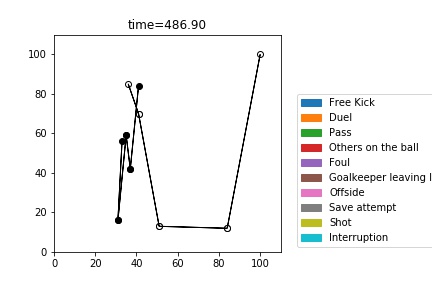 time=486.90
100
80
60
40
20
0
0 20 40 60 80 100
Free Kick
Duel
Pass
Others on the ball
Foul
Goalkeeper leaving l
Offside
Save attempt
Shot
Interruption